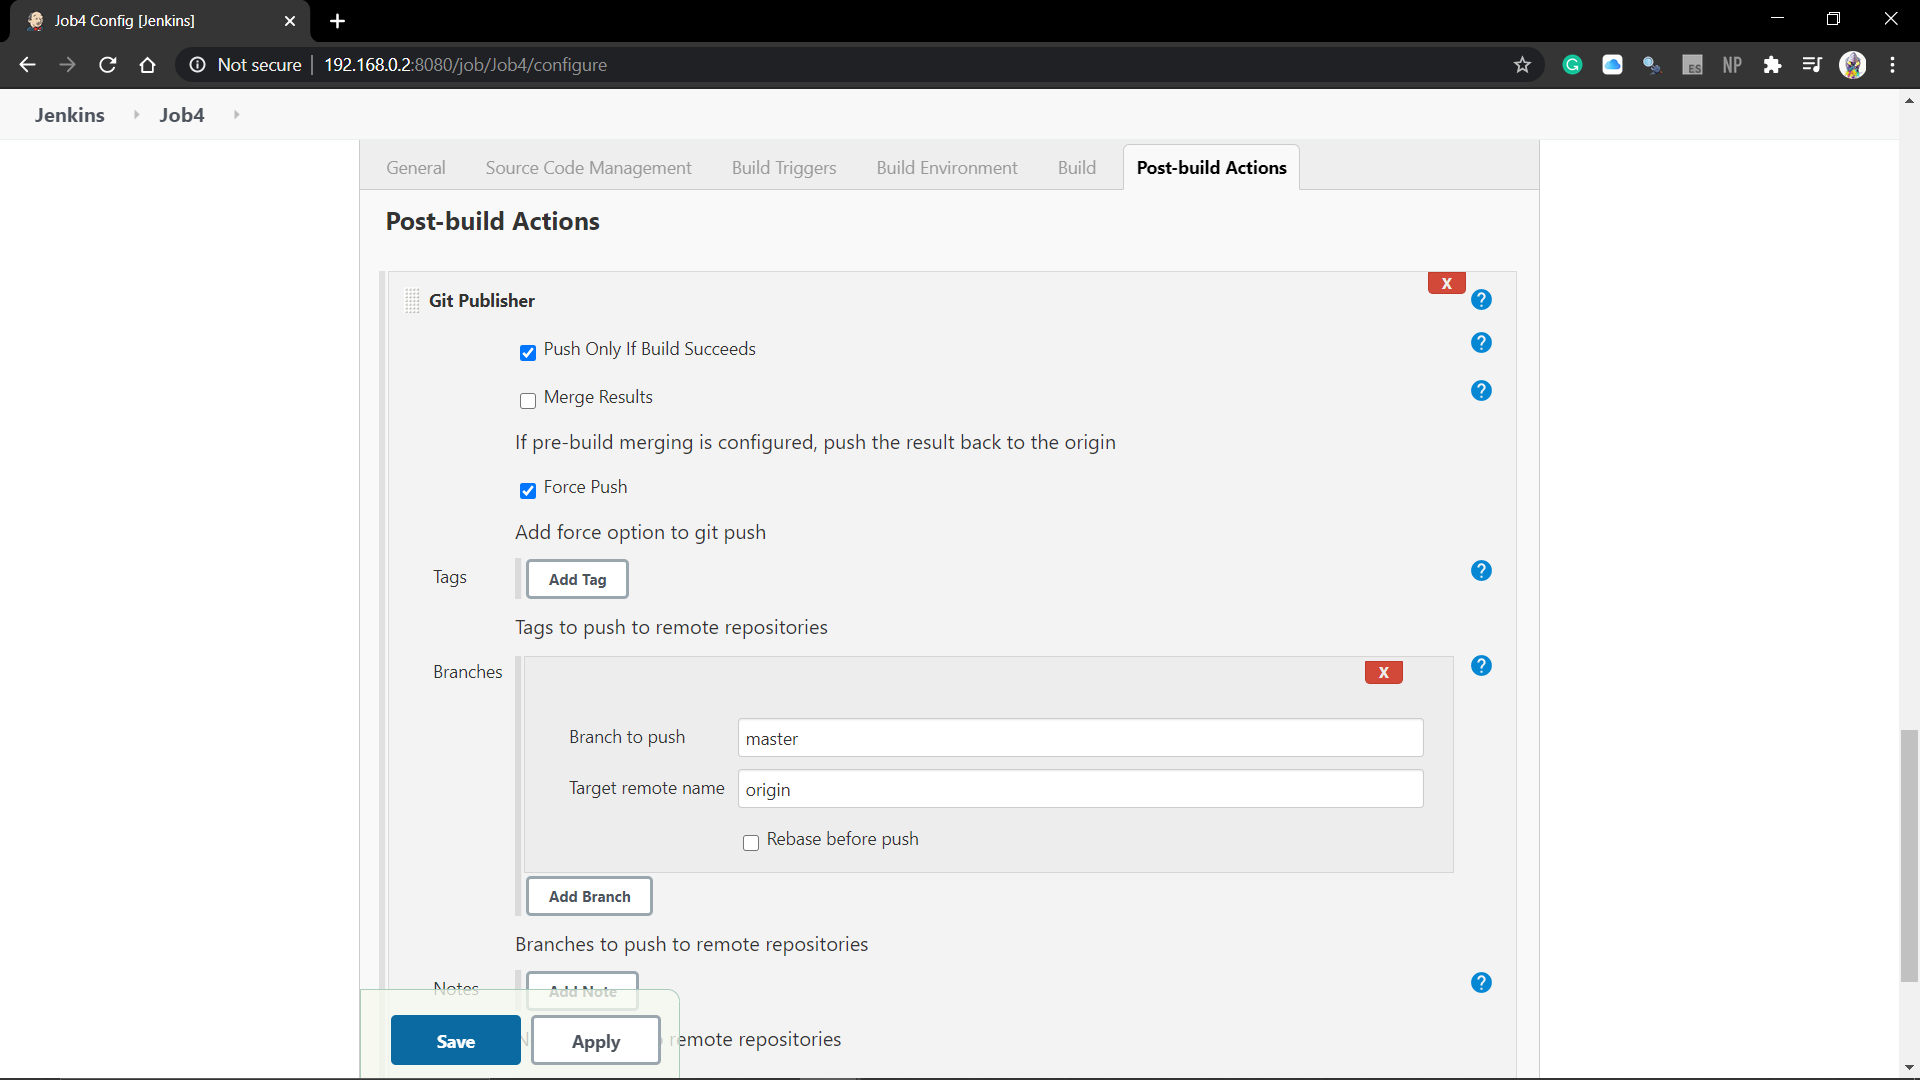 Job4 Config [Jenkins]
Not secure | 192.168.0.2:8080/job/Job4/configure
ES
NP
Jenkins Job4
General Source Code Management Build Triggers Build Environment Build Post-build Actions
Post-build Actions
X
Git Publisher ?
Push Only If Build Succeeds ?
Merge Results ?
If pre-build merging is configured, push the result back to the origin
Force Push
Add force option to git push
Tags Add Tag ?
Tags to push to remote repositories
Branches X ?
Branch to push master
Target remote name origin
Rebase before push
Add Branch
Branches to push to remote repositories
Notes Add Note ?
Save Apply remote repositories